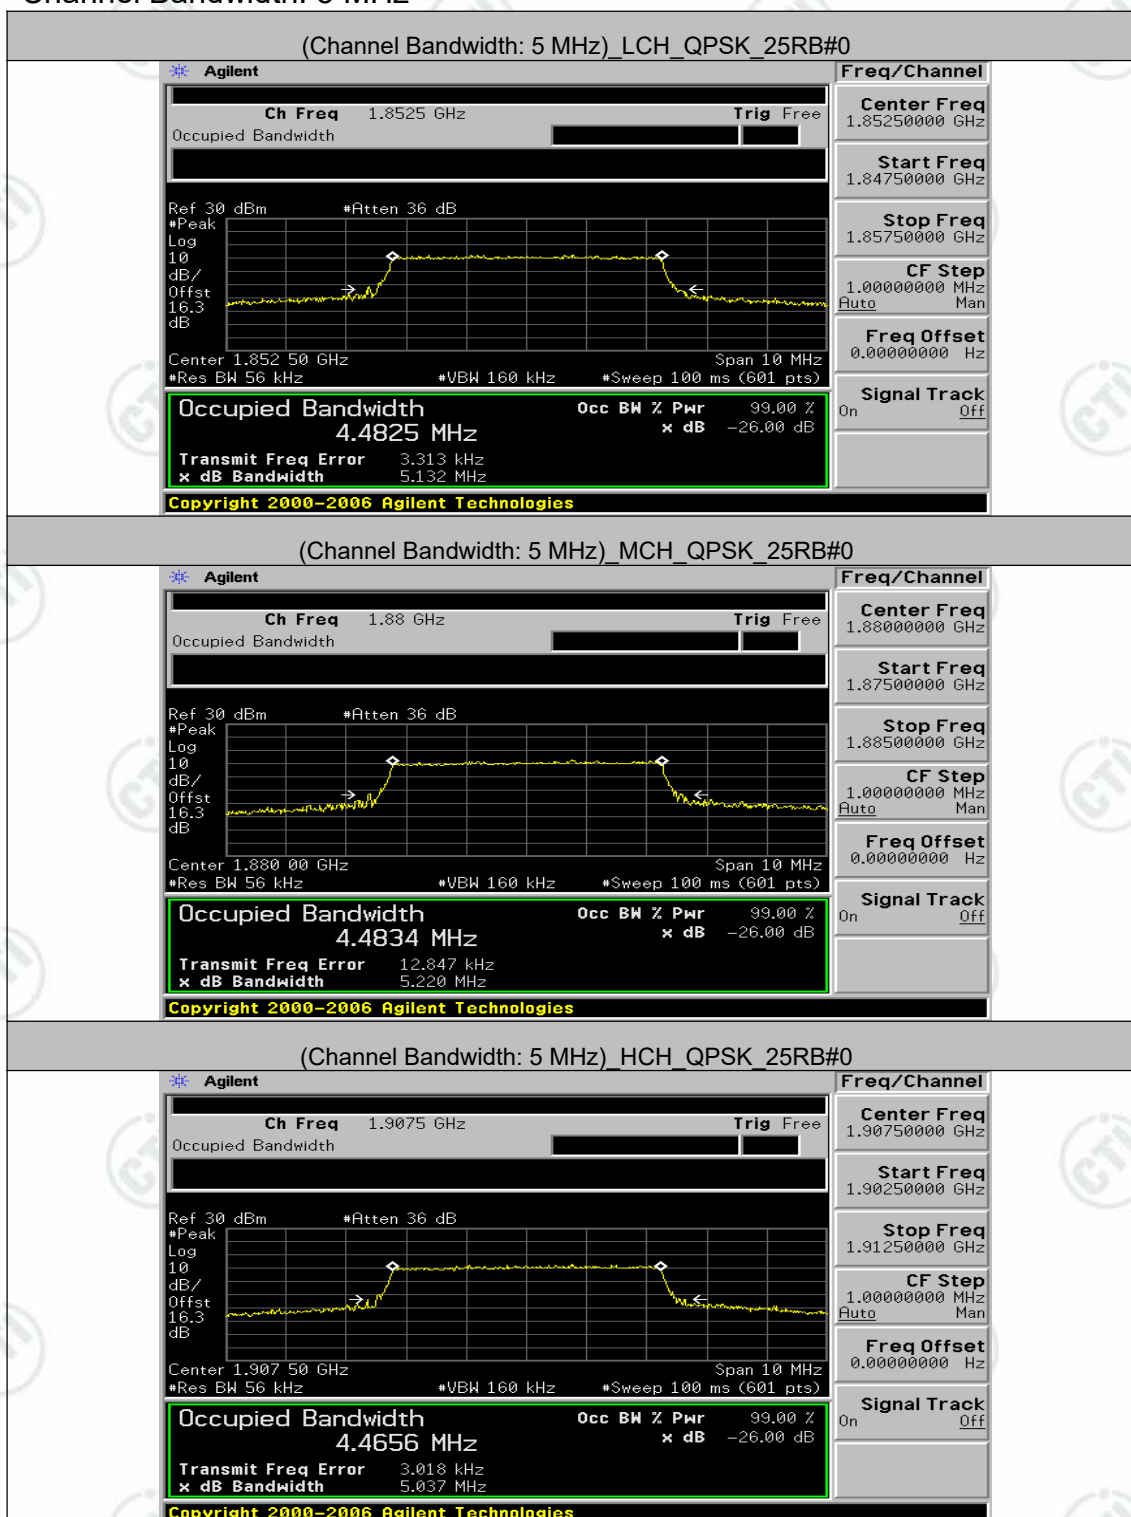 Channel Bandwidth: 5 MHz
(Channel Bandwidth: 5 MHz)_LCH_QPSK_25RB#0
Agilent
Freq/Channel
Ch Freq 1.8525 GHz Trig Free
Occupied Bandwidth
Center Freq
1.85250000 GHz
Start Freq
1.84750000 GHz
Stop Freq
1.85750000 GHz
CF Step
1.00000000 MHz
Auto Man
Freq Offset
0.00000000 Hz
Signal Track
On Off
Ref 30 dBm #Atten 36 dB
#Peak
Log
10
dB/
Offst
16.3
dB
Center 1.852 50 GHz Span 10 MHz
#Res BW 56 kHz #VBW 160 kHz #Sweep 100 ms (601 pts)
Occupied Bandwidth Occ BW % Pwr 99.00 %
4.4825 MHz x dB -26.00 dB
Transmit Freq Error 3.313 kHz
x dB Bandwidth 5.132 MHz
Copyright 2000-2006 Agilent Technologies
(Channel Bandwidth: 5 MHz)_MCH_QPSK_25RB#0
Agilent
Freq/Channel
Ch Freq 1.88 GHz Trig Free
Occupied Bandwidth
Center Freq
1.88000000 GHz
Start Freq
1.87500000 GHz
Stop Freq
1.88500000 GHz
CF Step
1.00000000 MHz
Auto Man
Freq Offset
0.00000000 Hz
Signal Track
On Off
Ref 30 dBm #Atten 36 dB
#Peak
Log
10
dB/
Offst
16.3
dB
Center 1.880 00 GHz Span 10 MHz
#Res BW 56 kHz #VBW 160 kHz #Sweep 100 ms (601 pts)
Occupied Bandwidth Occ BW % Pwr 99.00 %
4.4834 MHz x dB -26.00 dB
Transmit Freq Error 12.847 kHz
x dB Bandwidth 5.220 MHz
Copyright 2000-2006 Agilent Technologies
(Channel Bandwidth: 5 MHz)_HCH_QPSK_25RB#0
Agilent
Freq/Channel
Ch Freq 1.9075 GHz Trig Free
Occupied Bandwidth
Center Freq
1.90750000 GHz
Start Freq
1.90250000 GHz
Stop Freq
1.91250000 GHz
CF Step
1.00000000 MHz
Auto Man
Freq Offset
0.00000000 Hz
Signal Track
On Off
Ref 30 dBm #Atten 36 dB
#Peak
Log
10
dB/
Offst
16.3
dB
Center 1.907 50 GHz Span 10 MHz
#Res BW 56 kHz #VBW 160 kHz #Sweep 100 ms (601 pts)
Occupied Bandwidth Occ BW % Pwr 99.00 %
4.4656 MHz x dB -26.00 dB
Transmit Freq Error 3.018 kHz
x dB Bandwidth 5.037 MHz
Copyright 2000-2006 Agilent Technologies
CTI